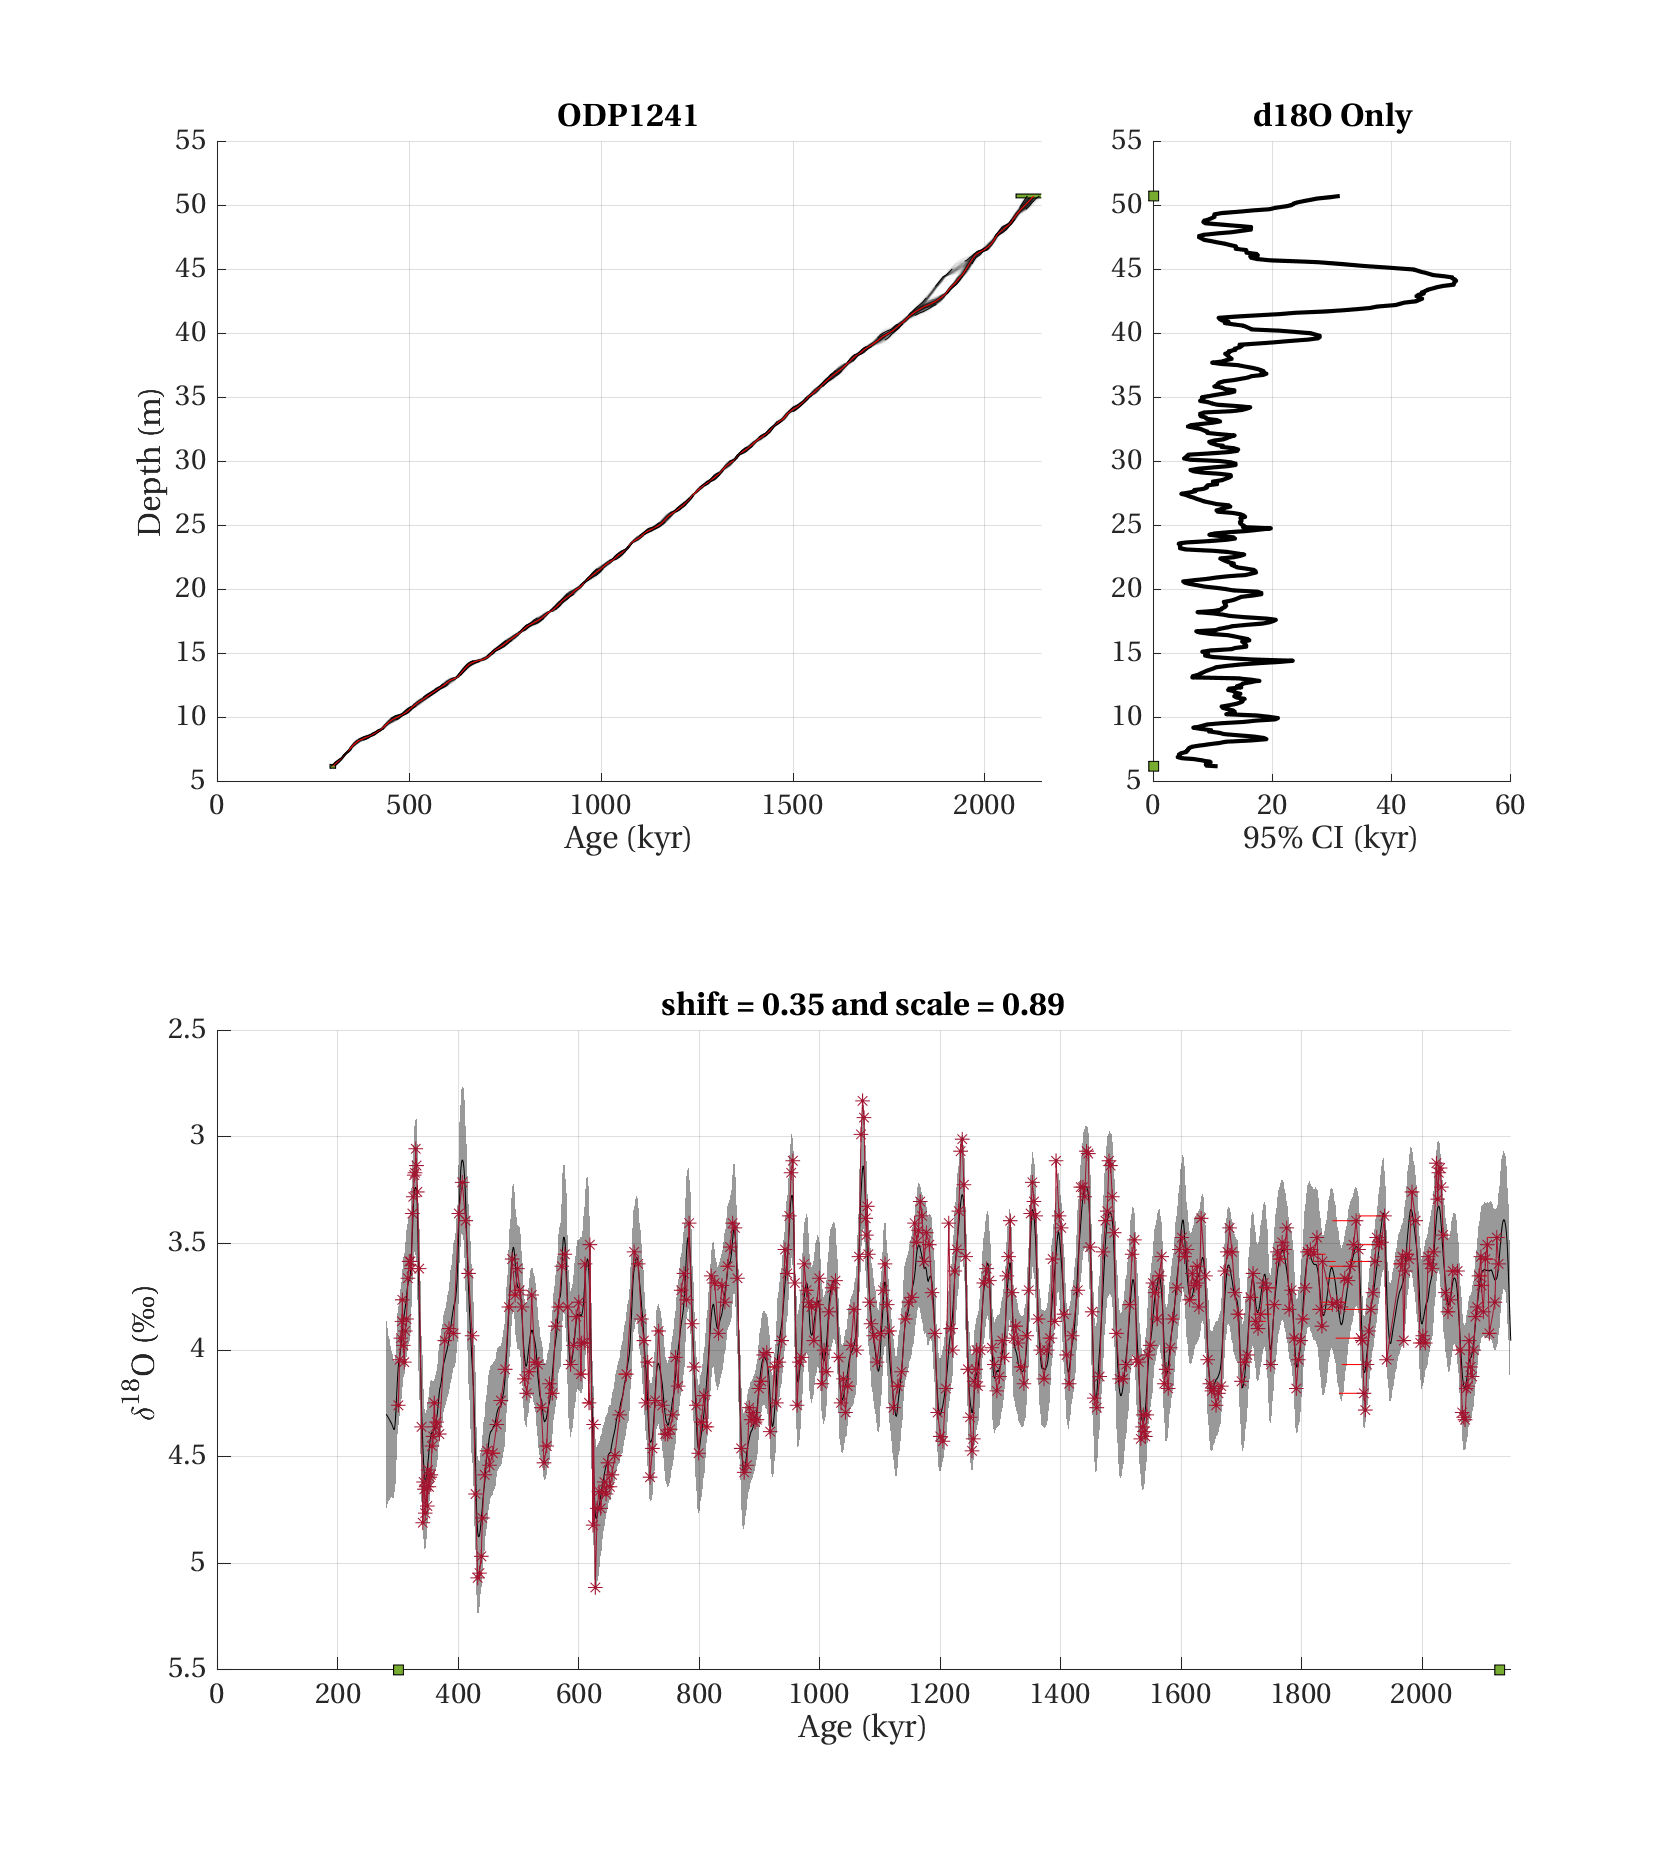 ODP1241
55
50
45
40
35
30
25
20
15
10
5
Depth (m)
0 500 1000 1500 2000
Age (kyr)
d18O Only
55
50
45
40
35
30
25
20
15
10
5
0 20 40 60
95% CI (kyr)
shift = 0.35 and scale = 0.89
2.5
3
3.5
4
4.5
5
5.5
δ¹⁸O (‰)
0 200 400 600 800 1000 1200 1400 1600 1800 2000
Age (kyr)